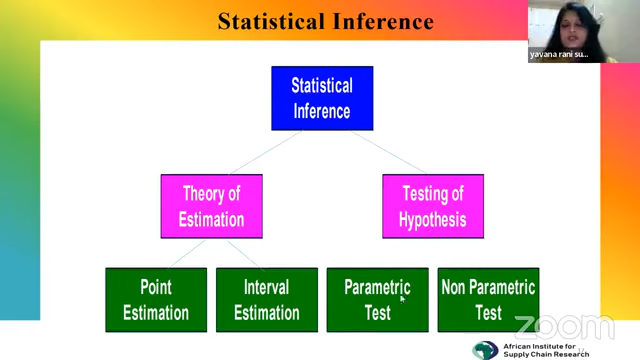 Statistical Inference
yavana rani su...
Statistical
Inference
Theory of
Estimation
Testing of
Hypothesis
Point
Estimation
Interval
Estimation
Parametric
Test
Non Parametric
Test
zoom
African Institute for
Supply Chain Research